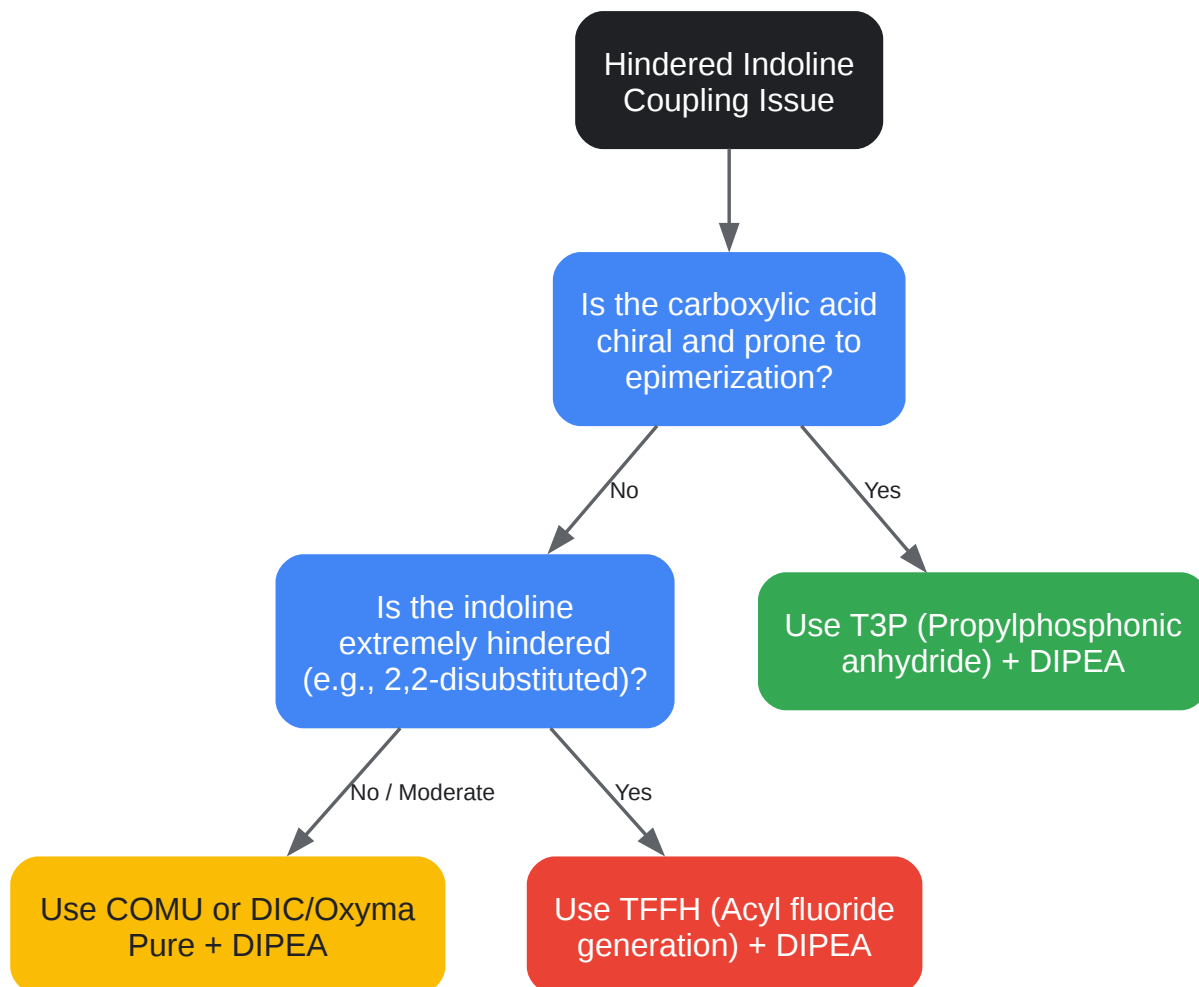 Hindered Indoline
Coupling Issue
Is the carboxylic acid
chiral and prone to
epimerization?
No
Yes
Is the indoline
extremely hindered
(e.g., 2,2-disubstituted)?
Use T3P (Propylphosphonic
anhydride) + DIPEA
No / Moderate
Yes
Use COMU or DIC/Oxyma
Pure + DIPEA
Use TFFH (Acyl fluoride
generation) + DIPEA